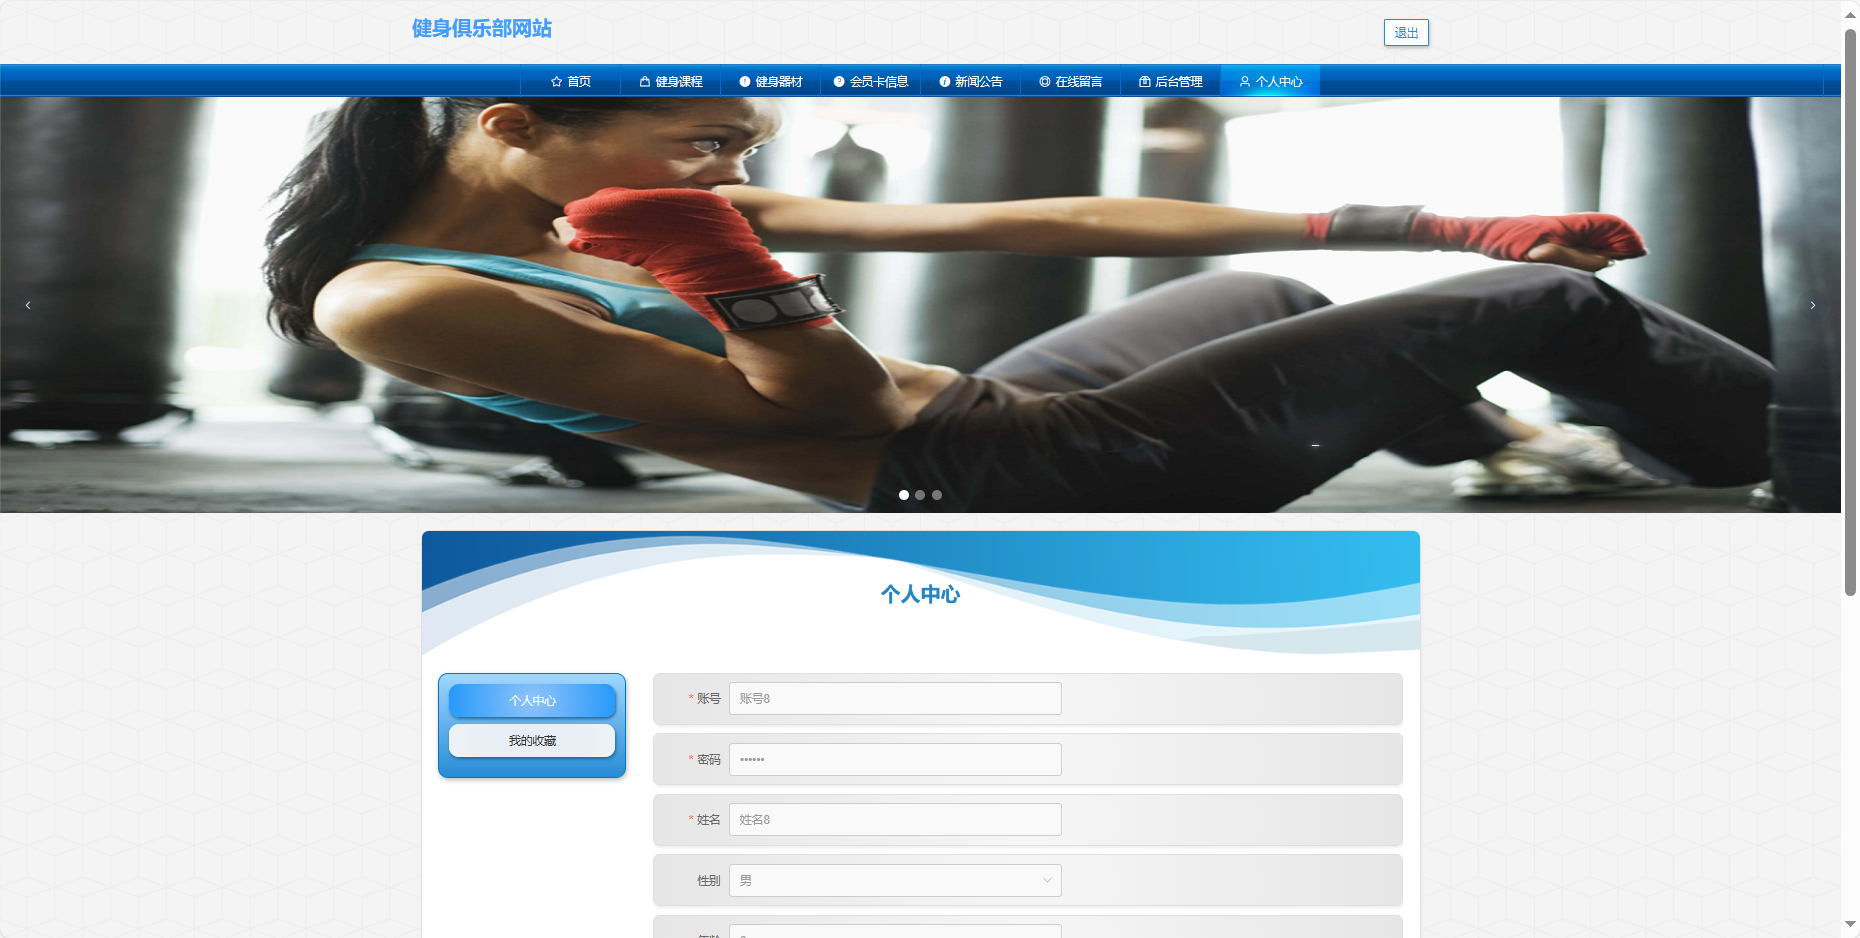 健身俱乐部网站
退出
首页 健身课程 健身器材 会员卡信息 新闻公告 在线留言 后台管理 个人中心
个人中心
个人中心
我的收藏
* 账号 账号8
* 密码 ••••••
* 姓名 姓名8
性别 男